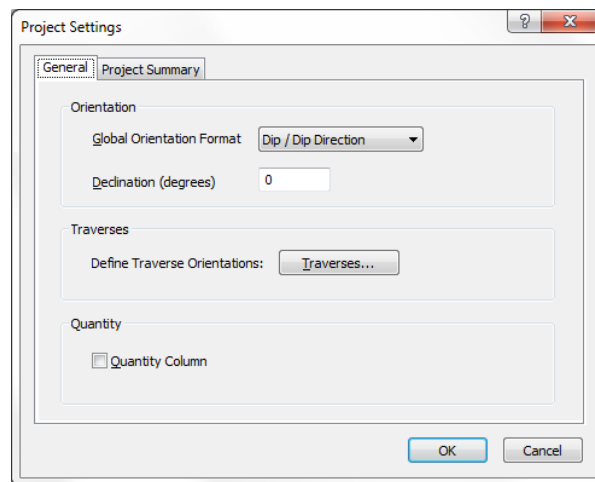 Project Settings
General Project Summary
Orientation
Global Orientation Format Dip / Dip Direction
Declination (degrees) 0
Traverses
Define Traverse Orientations: Traverses...
Quantity
Quantity Column
OK Cancel